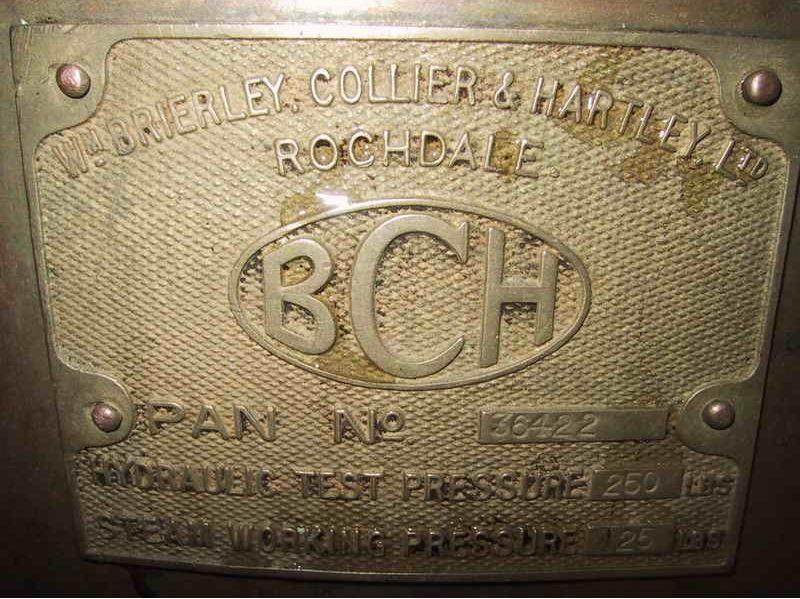 Wm BRIERLEY, COLLIER & HARTLEY, LTD
ROCHDALE.
BCH
PAN No 36422
HYDRAULIC TEST PRESSURE 250 LBS
STEAM WORKING PRESSURE 125 LBS